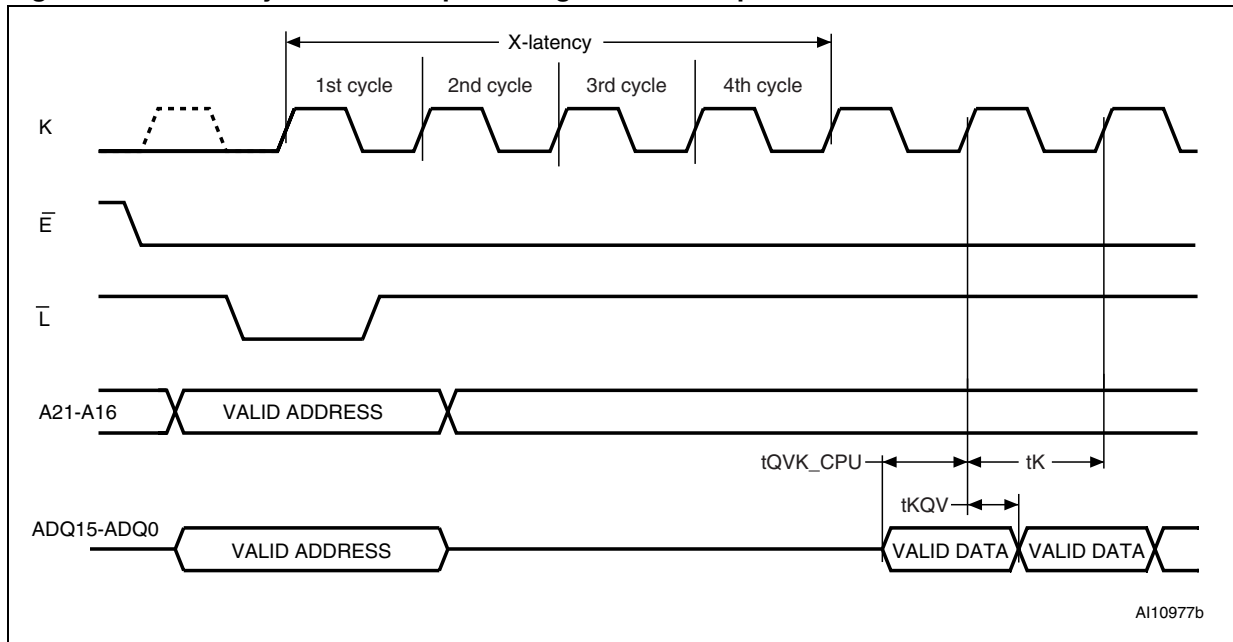 X-latency
1st cycle
2nd cycle
3rd cycle
4th cycle
K
E̅
L̅
A21-A16
VALID ADDRESS
tQVK_CPU
tK
tKQV
ADQ15-ADQ0
VALID ADDRESS
VALID DATA
VALID DATA
AI10977b